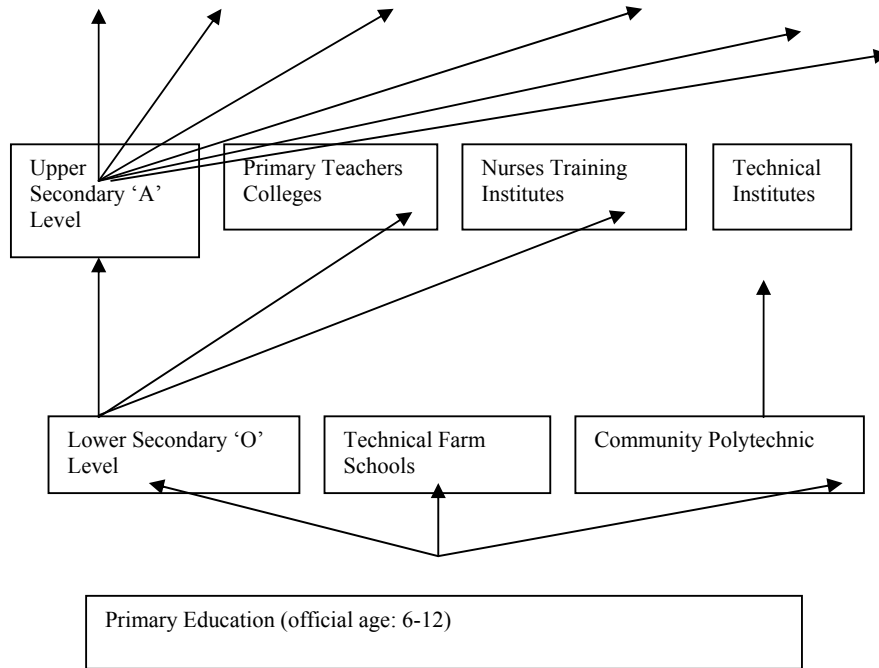 Upper
Secondary ‘A’
Level
Primary Teachers
Colleges
Nurses Training
Institutes
Technical
Institutes
Lower Secondary ‘O’
Level
Technical Farm
Schools
Community Polytechnic
Primary Education (official age: 6-12)